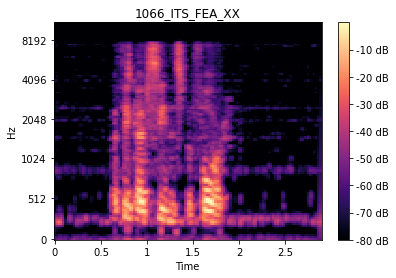 1066_ITS_FEA_XX
8192
4096
2048
1024
512
0
Hz
0
0.5
1
1.5
2
2.5
Time
-10 dB
-20 dB
-30 dB
-40 dB
-50 dB
-60 dB
-70 dB
-80 dB